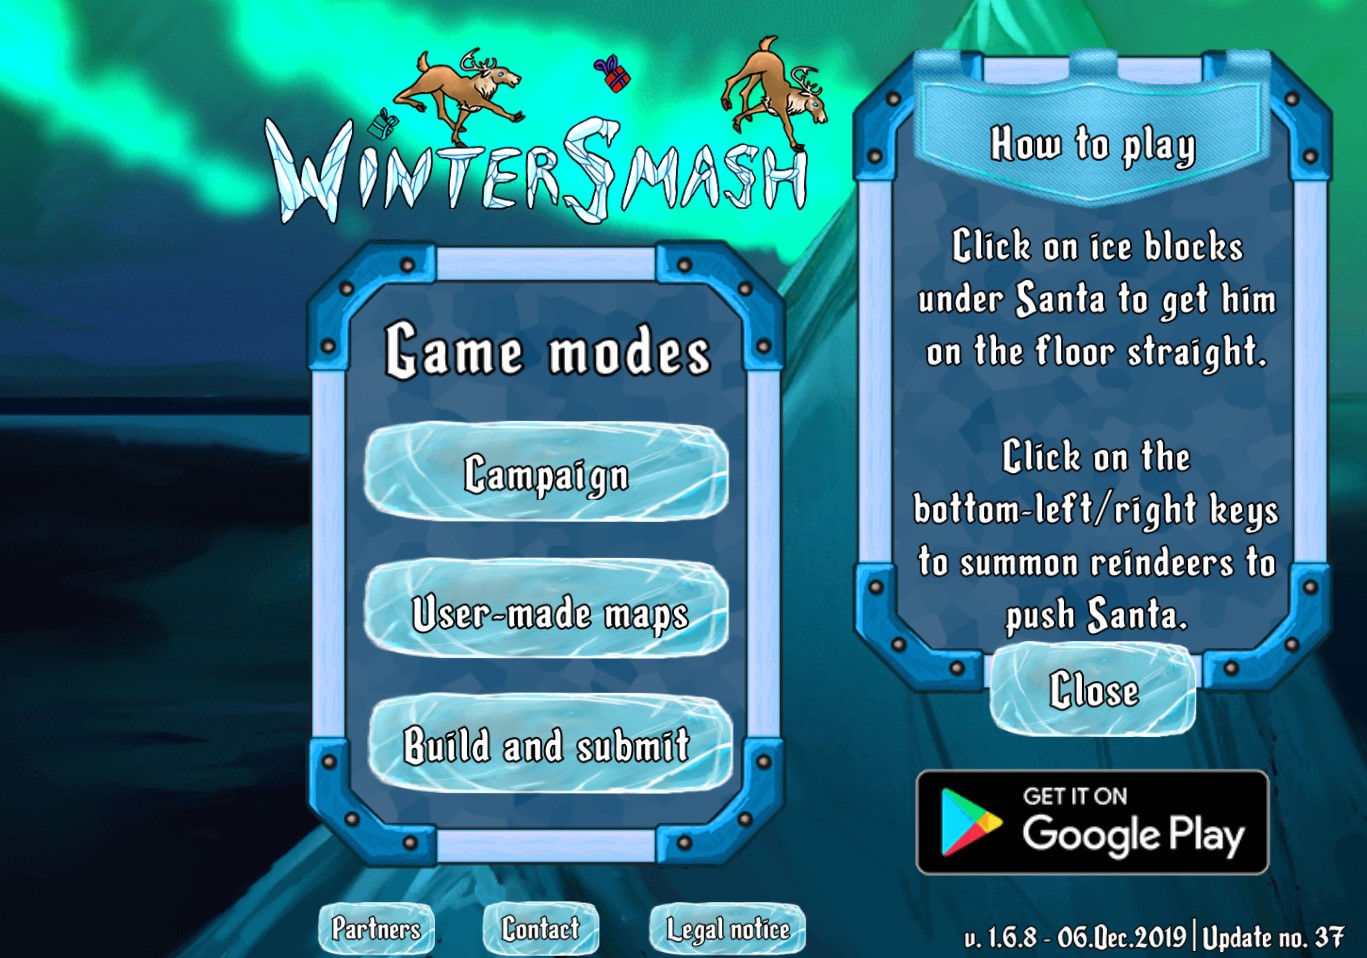 WinterSmash
Game modes
Campaign
User-made maps
Build and submit
How to play
Click on ice blocks
under Santa to get him
on the floor straight.
Click on the
bottom-left/right keys
to summon reindeers to
push Santa.
Close
GET IT ON
Google Play
Partners
Contact
Legal notice
v. 1.6.8 - 06.Dec.2019 | Update no. 37